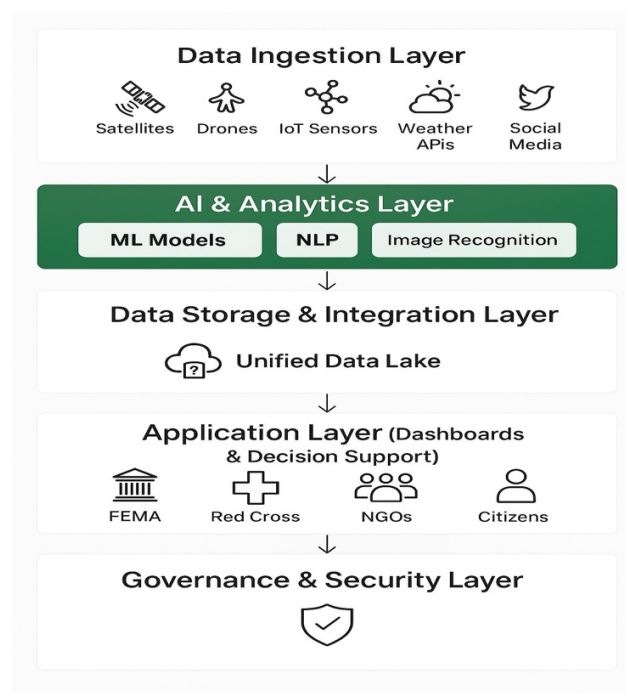 Data Ingestion Layer
Satellites Drones IoT Sensors Weather APIs Social Media
AI & Analytics Layer
ML Models NLP Image Recognition
Data Storage & Integration Layer
? Unified Data Lake
Application Layer (Dashboards
& Decision Support)
FEMA Red Cross NGOs Citizens
Governance & Security Layer